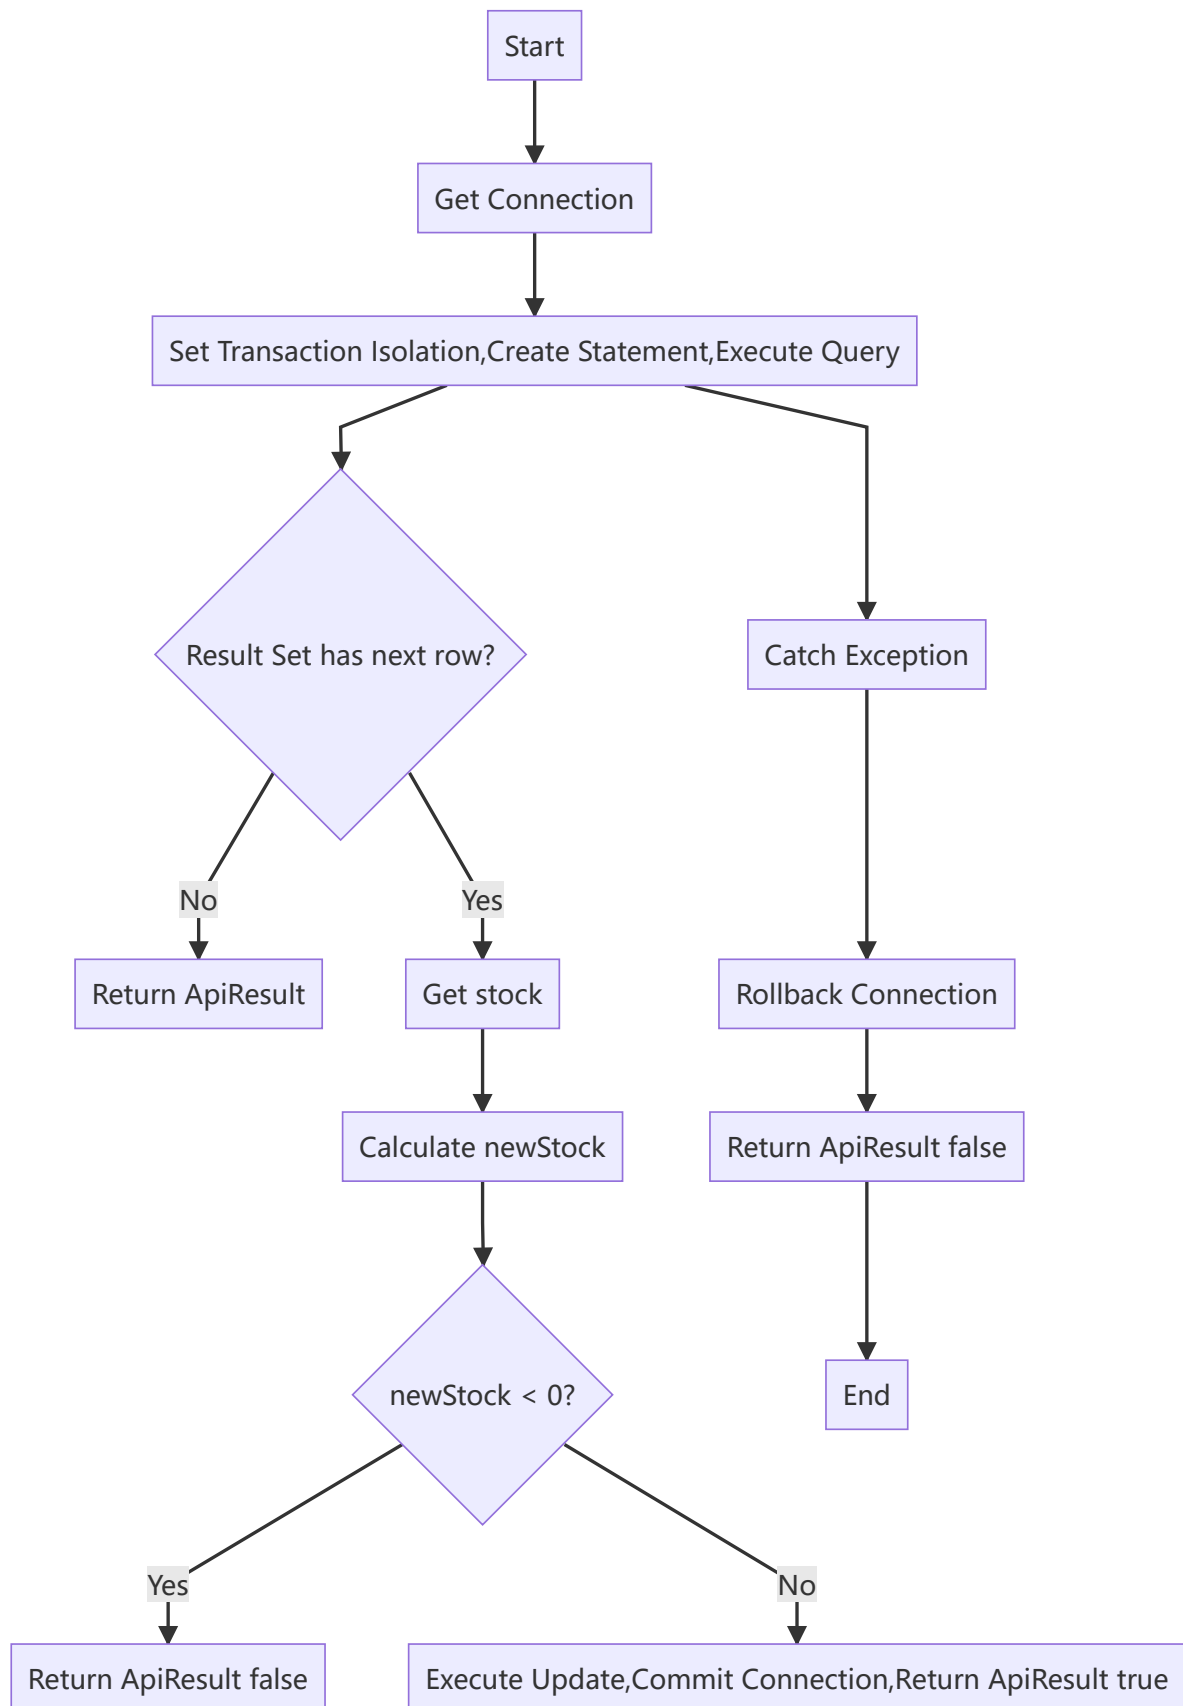 Start
Get Connection
Set Transaction Isolation,Create Statement,Execute Query
Result Set has next row?
Catch Exception
No
Yes
Return ApiResult
Get stock
Rollback Connection
Calculate newStock
Return ApiResult false
newStock < 0?
End
Yes
No
Return ApiResult false
Execute Update,Commit Connection,Return ApiResult true